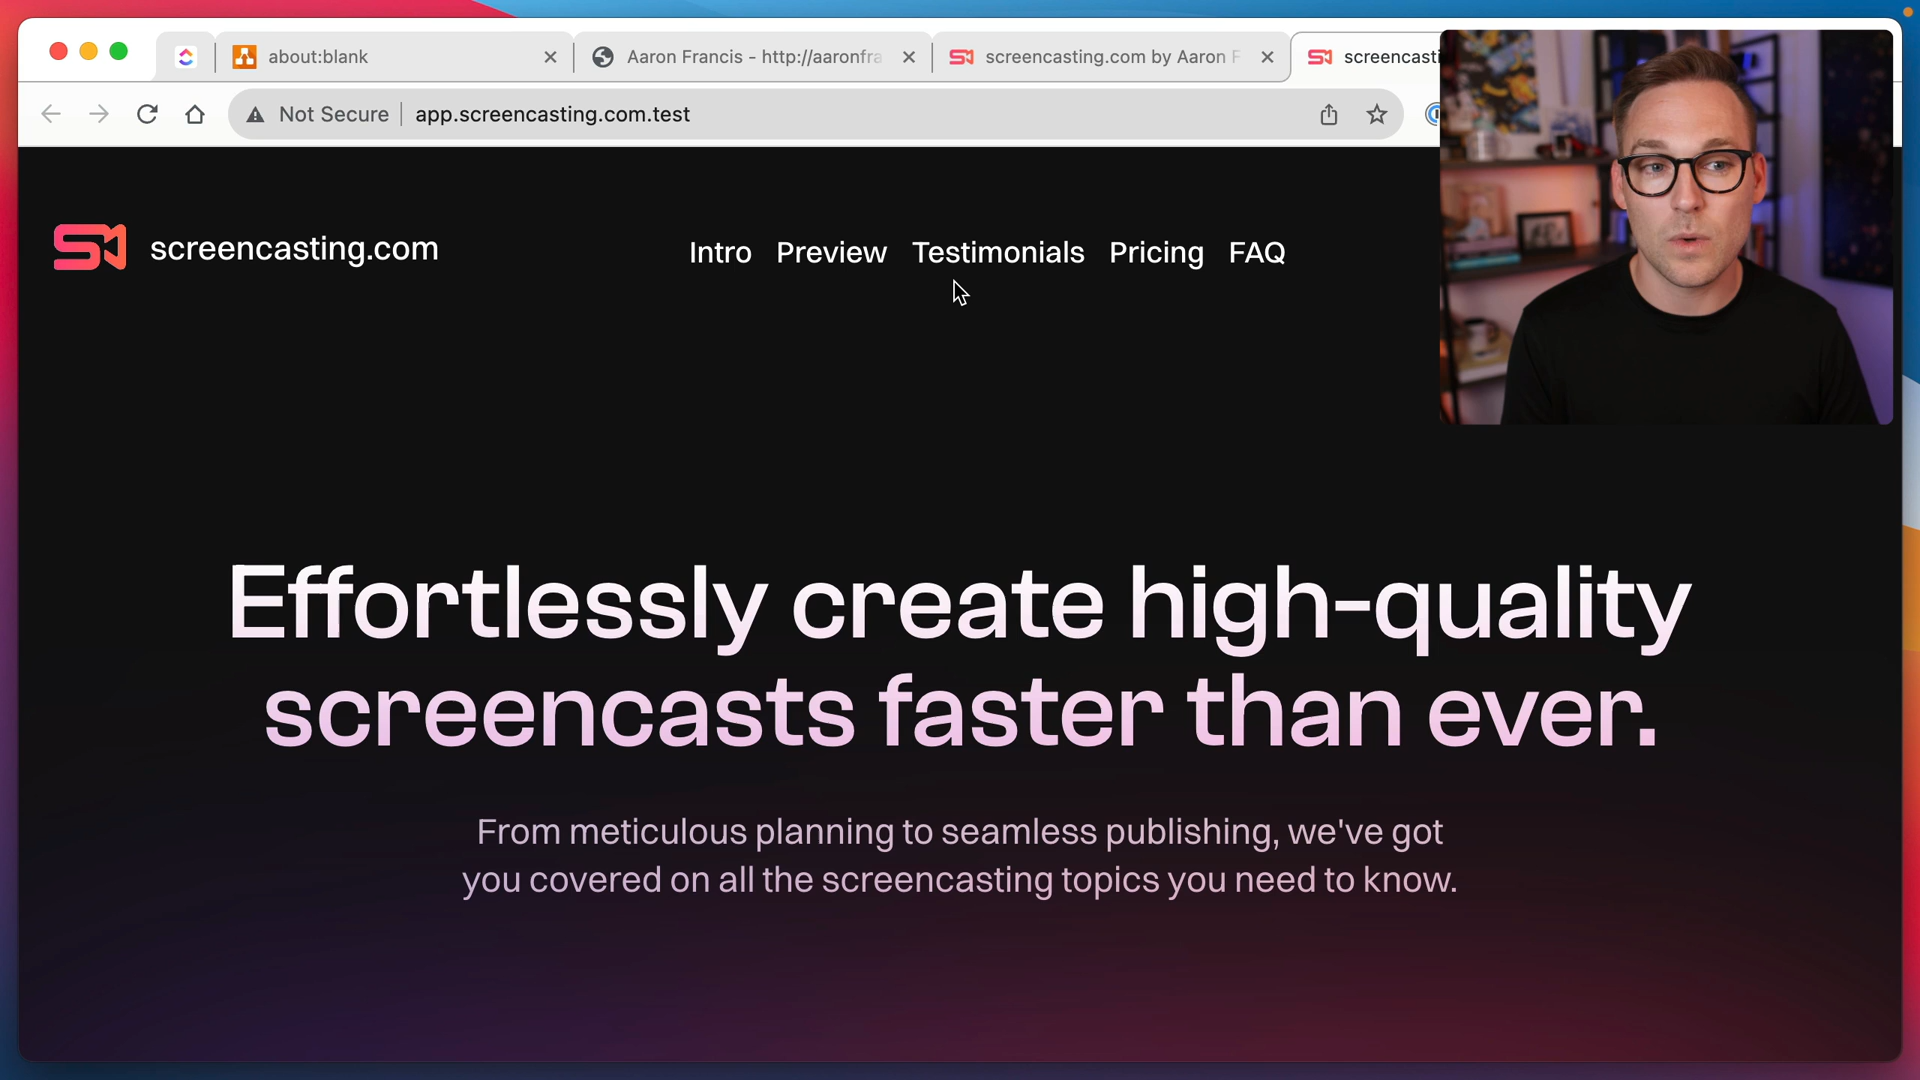 about:blank
Aaron Francis - http://aaronfra
screencasting.com by Aaron F
screencasti
Not Secure
app.screencasting.com.test
screencasting.com
Intro
Preview
Testimonials
Pricing
FAQ
Effortlessly create high-quality
screencasts faster than ever.
From meticulous planning to seamless publishing, we've got
you covered on all the screencasting topics you need to know.